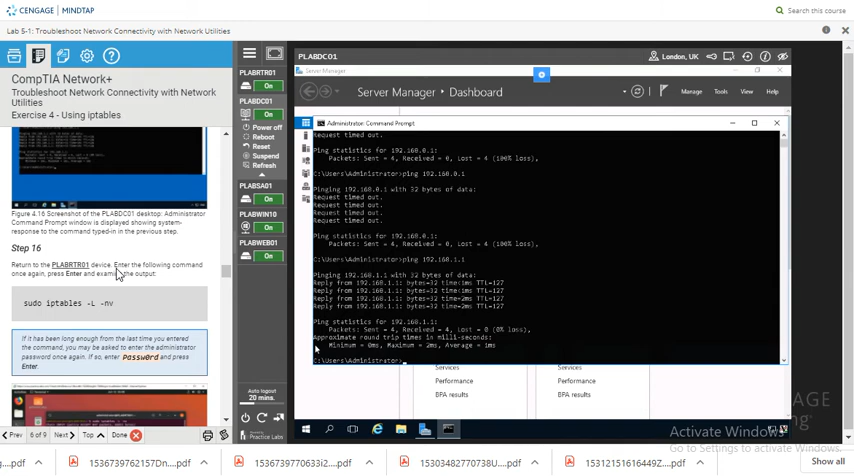 CENGAGE MINDTAP
Search this course
Lab 5-1: Troubleshoot Network Connectivity with Network Utilities
CompTIA Network+
Troubleshoot Network Connectivity with Network
Utilities
Exercise 4 - Using iptables
Figure 4.16 Screenshot of the PLABDC01 desktop: Administrator
Command Prompt window is displayed showing system-
response to the command typed-in in the previous step.
Step 16
Return to the PLABRTR01 device. Enter the following command
once again, press Enter and examine the output:
sudo iptables -L -nv
If it has been long enough from the last time you entered
the command, you may be asked to enter the administrator
password once again. If so, enter Passw0rd and press
Enter.
Prev 6 of 9 Next Top Done
PLABRTR01
On
PLABDC01
On
Power off
Reboot
Reset
Suspend
Refresh
PLABSA01
On
PLABWIN10
On
PLABWEB01
On
Auto logout
20 mins.
Powered by
Practice Labs
PLABDC01
London, UK
Server Manager
Server Manager • Dashboard
Manage Tools View Help
Administrator: Command Prompt
Request timed out.
Ping statistics for 192.168.0.1:
Packets: Sent = 4, Received = 0, Lost = 4 (100% loss),
C:\Users\Administrator>ping 192.168.0.1
Pinging 192.168.0.1 with 32 bytes of data:
Request timed out.
Request timed out.
Request timed out.
Request timed out.
Ping statistics for 192.168.0.1:
Packets: Sent = 4, Received = 0, Lost = 4 (100% loss),
C:\Users\Administrator>ping 192.168.1.1
Pinging 192.168.1.1 with 32 bytes of data:
Reply from 192.168.1.1: bytes=32 time<1ms TTL=127
Reply from 192.168.1.1: bytes=32 time<1ms TTL=127
Reply from 192.168.1.1: bytes=32 time=2ms TTL=127
Reply from 192.168.1.1: bytes=32 time=2ms TTL=127
Ping statistics for 192.168.1.1:
Packets: Sent = 4, Received = 4, Lost = 0 (0% loss),
Approximate round trip times in milli-seconds:
Minimum = 0ms, Maximum = 2ms, Average = 1ms
C:\Users\Administrator>
Services Services
Performance Performance
BPA results BPA results
Activate Windows
Go to Settings to activate Windows.
1536739762157Dn....pdf
1536739770633i2....pdf
15303482770738U....pdf
15312151616449Z....pdf
Show all